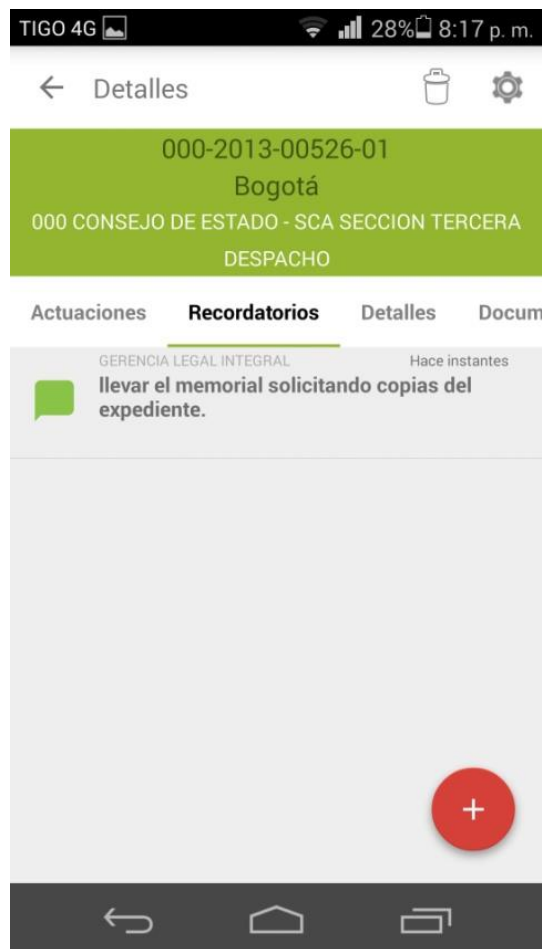 TIGO 4G 28% 8:17 p. m.
Detalles
000-2013-00526-01
Bogotá
000 CONSEJO DE ESTADO - SCA SECCION TERCERA
DESPACHO
Actuaciones Recordatorios Detalles Docum
GERENCIA LEGAL INTEGRAL Hace instantes
llevar el memorial solicitando copias del
expediente.
+